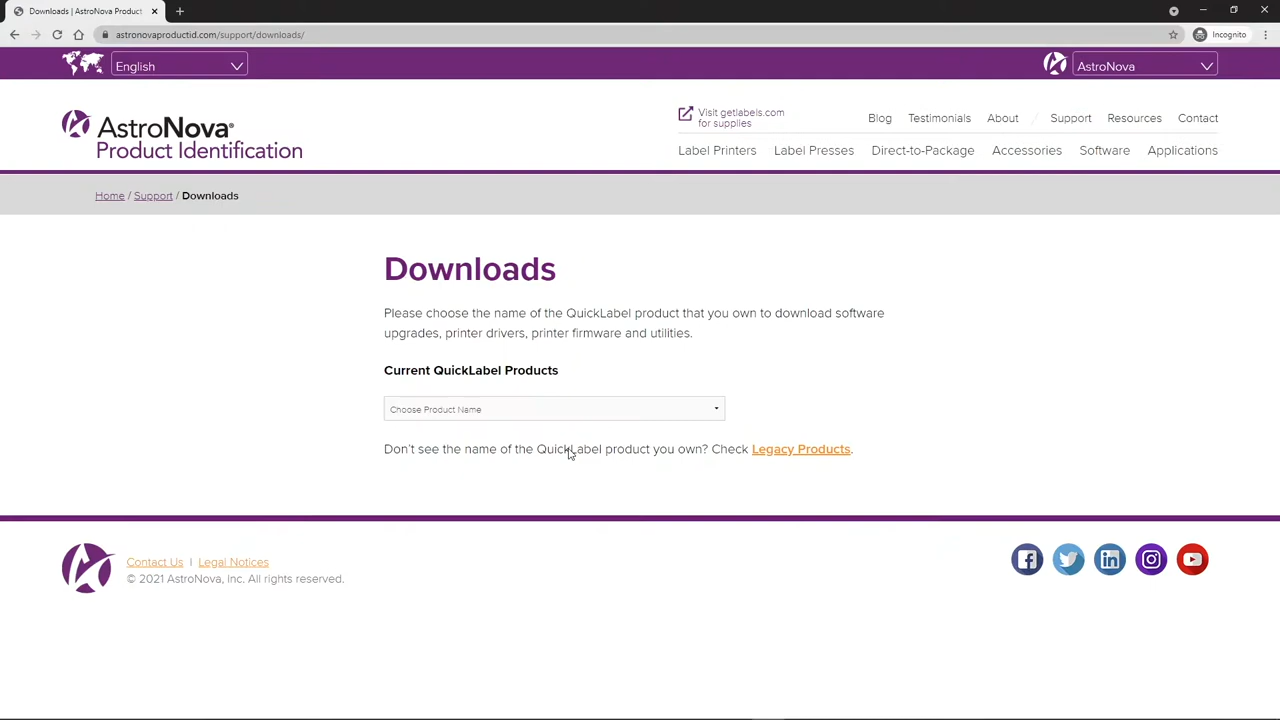 Downloads | AstroNova Product
astronovaproductid.com/support/downloads/
Incognito
English
AstroNova
AstroNova®
Product Identification
Visit getlabels.com
for supplies
Blog Testimonials About / Support Resources Contact
Label Printers Label Presses Direct-to-Package Accessories Software Applications
Home / Support / Downloads
Downloads
Please choose the name of the QuickLabel product that you own to download software
upgrades, printer drivers, printer firmware and utilities.
Current QuickLabel Products
Choose Product Name
Don't see the name of the QuickLabel product you own? Check Legacy Products.
Contact Us | Legal Notices
© 2021 AstroNova, Inc. All rights reserved.